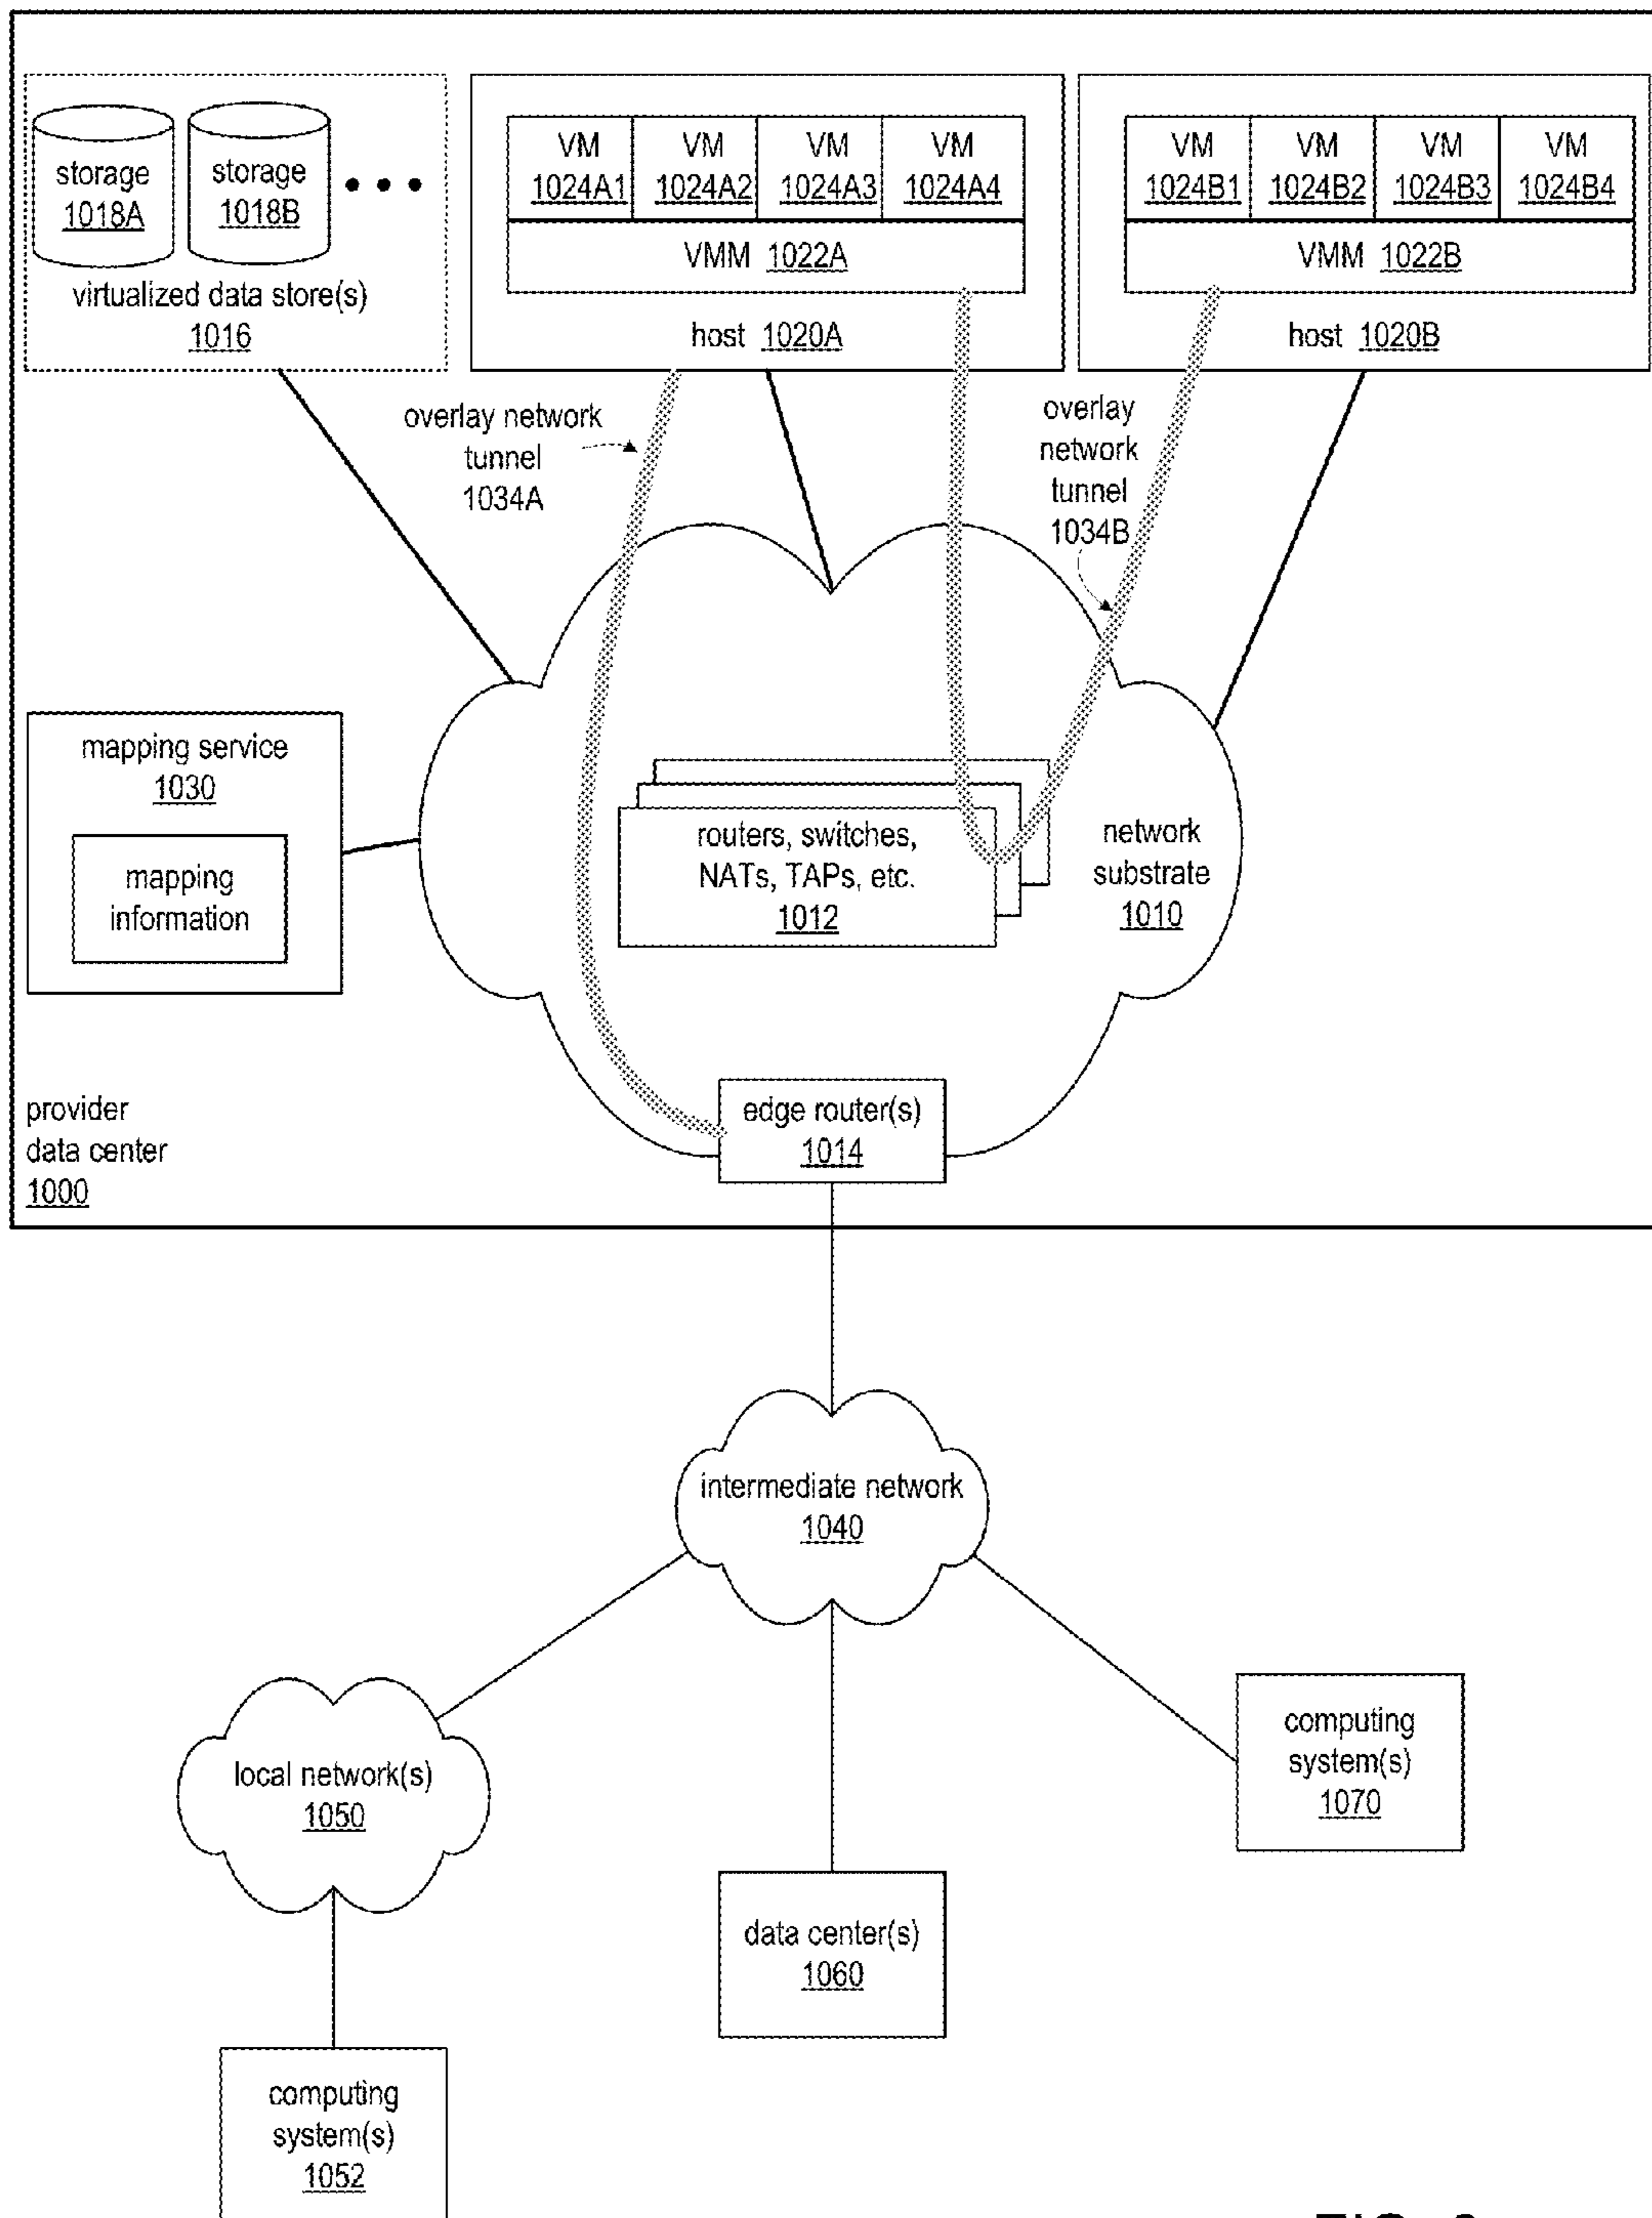 storage
1018A
storage
1018B
virtualized data store(s)
1016
VM
1024A1
VM
1024A2
VM
1024A3
VM
1024A4
VMM 1022A
host 1020A
VM
1024B1
VM
1024B2
VM
1024B3
VM
1024B4
VMM 1022B
host 1020B
overlay network
tunnel
1034A
overlay
network
tunnel
1034B
mapping service
1030
mapping
information
routers, switches,
NATs, TAPs, etc.
1012
network
substrate
1010
edge router(s)
1014
provider
data center
1000
intermediate network
1040
local network(s)
1050
computing
system(s)
1070
data center(s)
1060
computing
system(s)
1052